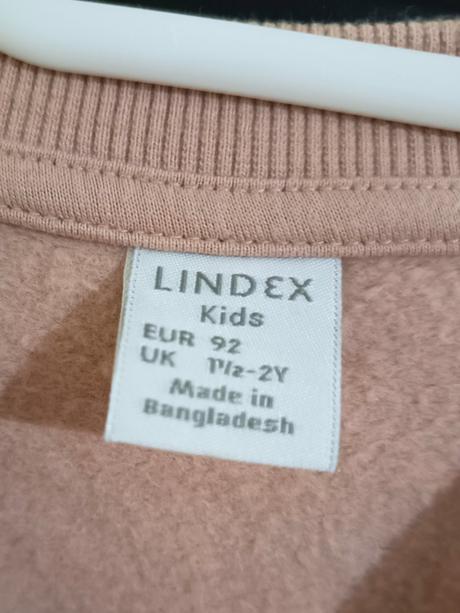 LINDEX
Kids
EUR 92
UK 1½-2Y
Made in
Bangladesh